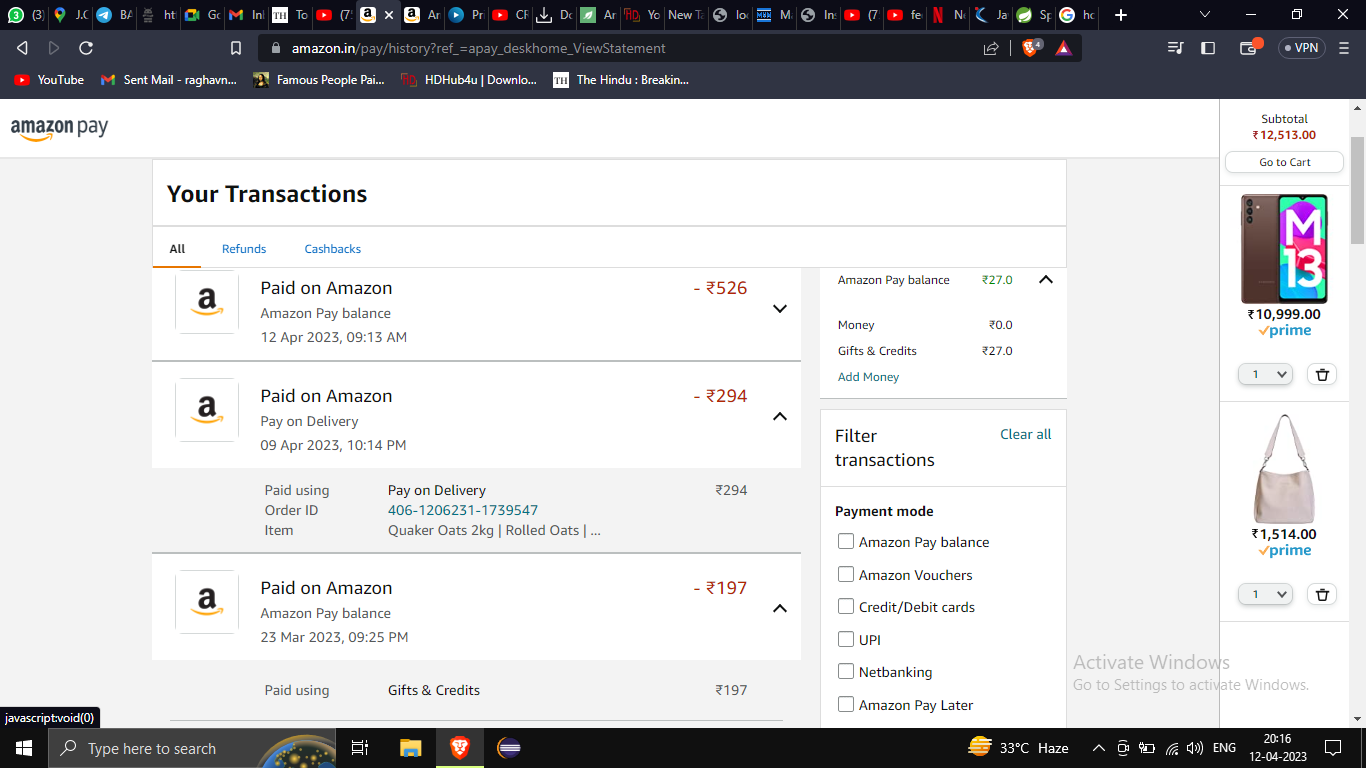 (3)
J.C
BA
ht
Go
Inl
To
(7
Ar
Pr
CF
Do
Ar
Yo
New Ta
loc
M
Ins
(7
fee
N
Ja
Sp
ho
amazon.in/pay/history?ref_=apay_deskhome_ViewStatement
4
VPN
YouTube
Sent Mail - raghavn...
Famous People Pai...
HDHub4u | Downlo...
TH The Hindu : Breakin...
amazon pay
Your Transactions
All Refunds Cashbacks
Paid on Amazon - ₹526
Amazon Pay balance
12 Apr 2023, 09:13 AM
Paid on Amazon - ₹294
Pay on Delivery
09 Apr 2023, 10:14 PM
Paid using Pay on Delivery ₹294
Order ID 406-1206231-1739547
Item Quaker Oats 2kg | Rolled Oats | ...
Paid on Amazon - ₹197
Amazon Pay balance
23 Mar 2023, 09:25 PM
Paid using Gifts & Credits ₹197
Amazon Pay balance ₹27.0
Money ₹0.0
Gifts & Credits ₹27.0
Add Money
Filter transactions Clear all
Payment mode
Amazon Pay balance
Amazon Vouchers
Credit/Debit cards
UPI
Netbanking
Amazon Pay Later
Subtotal
₹12,513.00
Go to Cart
M
13
₹10,999.00
prime
1
₹1,514.00
prime
1
Activate Windows
Go to Settings to activate Windows.
javascript:void(0)
Type here to search
33°C Haze
ENG
20:16
12-04-2023